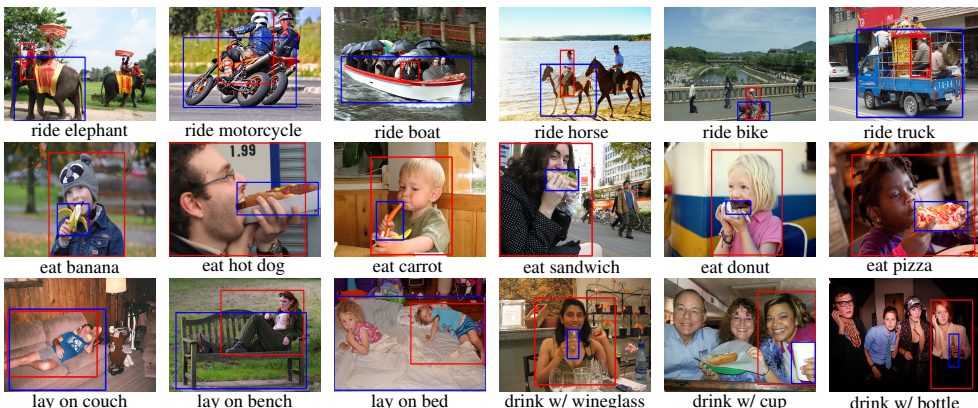 ride elephant
ride motorcycle
ride boat
ride horse
ride bike
ride truck
1.99
eat banana
eat hot dog
eat carrot
eat sandwich
eat donut
eat pizza
lay on couch
lay on bench
lay on bed
drink w/ wineglass
drink w/ cup
drink w/ bottle